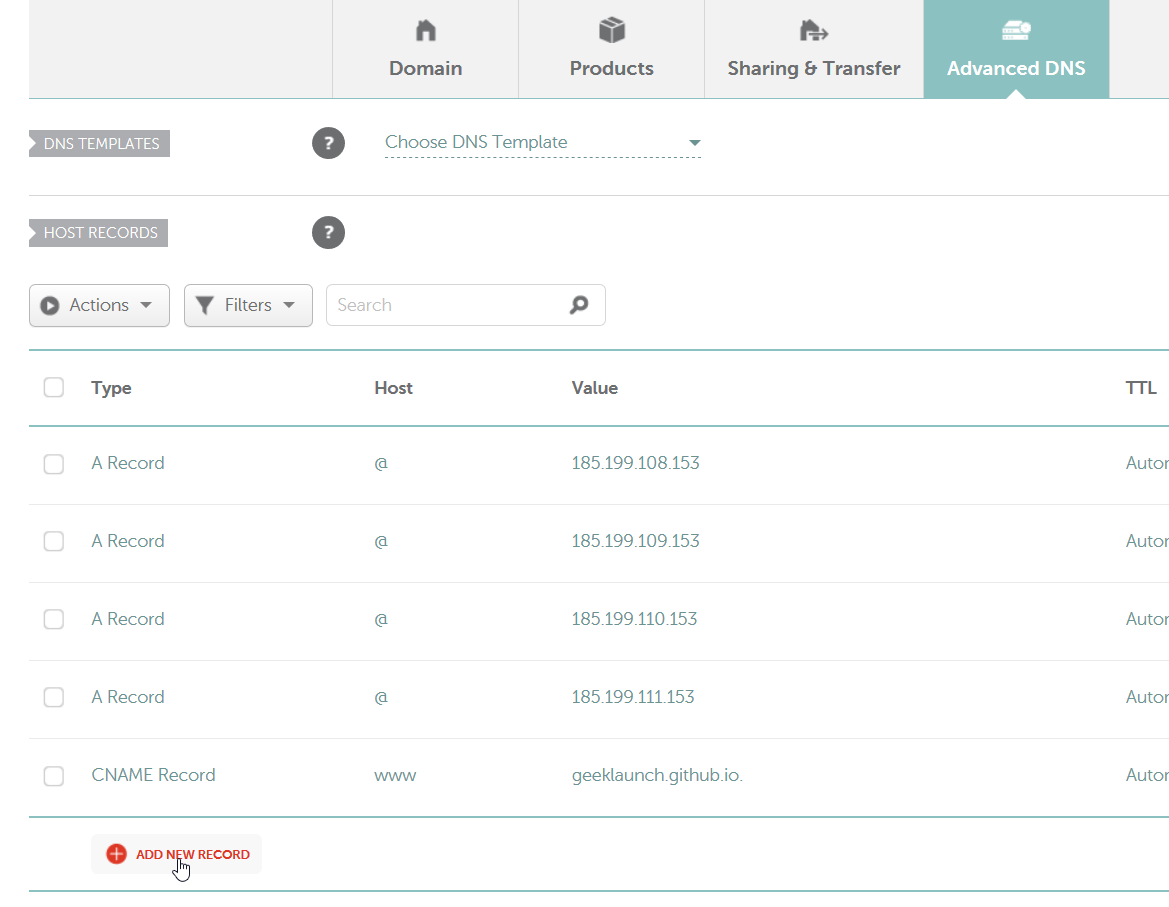 Domain Products Sharing & Transfer Advanced DNS
DNS TEMPLATES ? Choose DNS Template
HOST RECORDS ?
Actions Filters Search
Type Host Value TTL
A Record @ 185.199.108.153 Autor
A Record @ 185.199.109.153 Autor
A Record @ 185.199.110.153 Autor
A Record @ 185.199.111.153 Autor
CNAME Record www geeklaunch.github.io. Autor
ADD NEW RECORD